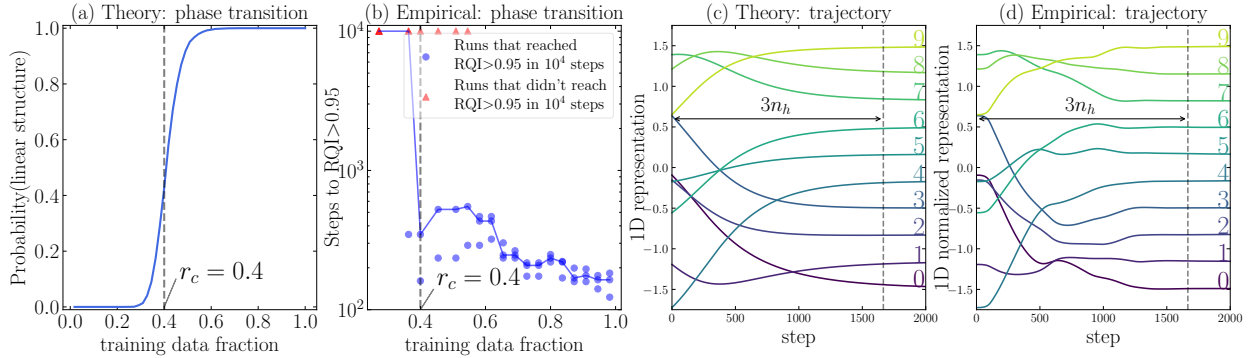 (a) Theory: phase transition
Probability(linear structure)
1.0
0.8
0.6
0.4
0.2
0.0
r_c = 0.4
0.0 0.2 0.4 0.6 0.8 1.0
training data fraction
(b) Empirical: phase transition
Steps to RQI>0.95
10^4
10^3
10^2
Runs that reached
RQI>0.95 in 10^4 steps
Runs that didn't reach
RQI>0.95 in 10^4 steps
r_c = 0.4
0.4 0.6 0.8 1.0
training data fraction
(c) Theory: trajectory
1D representation
1.5
1.0
0.5
0.0
−0.5
−1.0
−1.5
3n_h
9
8
7
6
5
4
3
2
1
0
0 500 1000 1500 2000
step
(d) Empirical: trajectory
1D normalized representation
1.5
1.0
0.5
0.0
−0.5
−1.0
−1.5
3n_h
9
8
7
6
5
4
3
2
1
0
0 500 1000 1500 2000
step